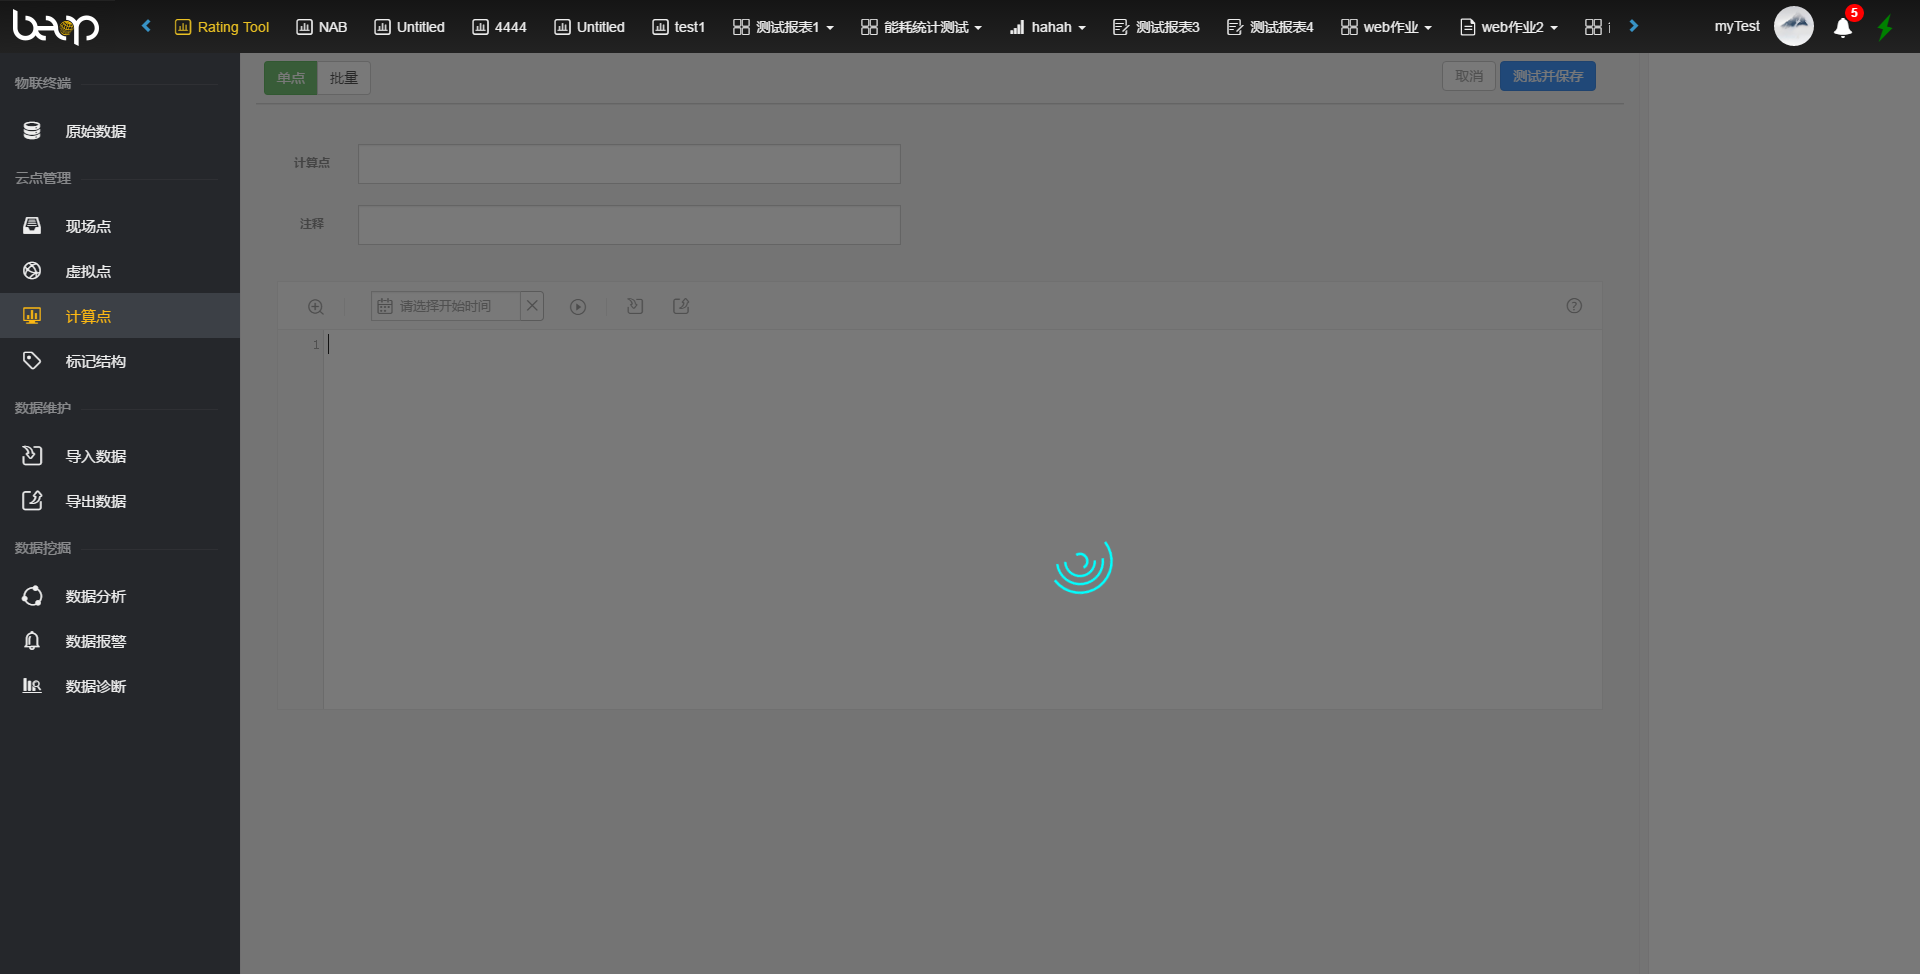 beop
Rating Tool
NAB
Untitled
4444
Untitled
test1
测试报表1
能耗统计测试
hahah
测试报表3
测试报表4
web作业
web作业2
myTest
5
物联终端
原始数据
云点管理
现场点
虚拟点
计算点
标记结构
数据维护
导入数据
导出数据
数据挖掘
数据分析
数据报警
数据诊断
单点
批量
取消
测试并保存
计算点
注释
请选择开始时间
1